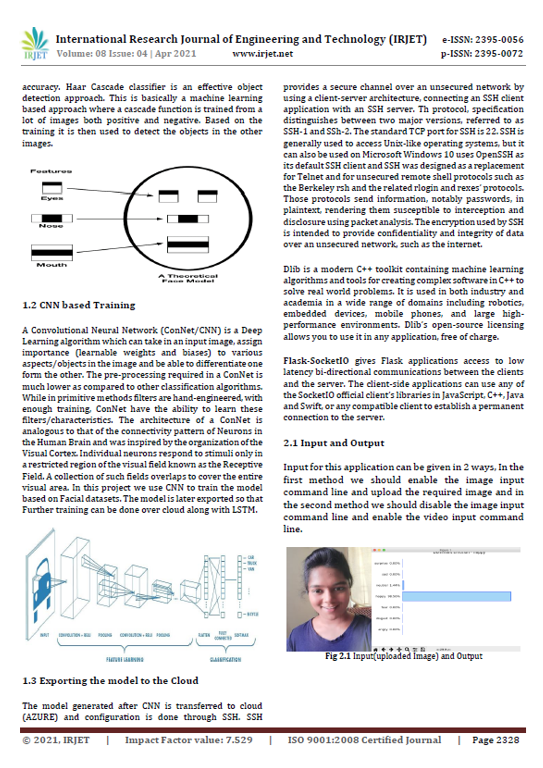 International Research Journal of Engineering and Technology (IRJET)
e-ISSN: 2395-0056
IRJET
Volume: 08 Issue: 04 | Apr 2021
www.irjet.net
p-ISSN: 2395-0072
accuracy. Haar Cascade classifier is an effective object
detection approach. This is basically a machine learning
based approach where a cascade function is trained from a
lot of images both positive and negative. Based on the
training it is then used to detect the objects in the other
images.
Features
Eyes
Nose
Mouth
A Theoretical
Face Model
1.2 CNN based Training
A Convolutional Neural Network (ConNet/CNN) is a Deep
Learning algorithm which can take in an input image, assign
importance (learnable weights and biases) to various
aspects/objects in the image and be able to differentiate one
form the other. The pre-processing required in a ConNet is
much lower as compared to other classification algorithms.
While in primitive methods filters are hand-engineered, with
enough training, ConNet have the ability to learn these
filters/characteristics. The architecture of a ConNet is
analogous to that of the connectivity pattern of Neurons in
the Human Brain and was inspired by the organization of the
Visual Cortex. Individual neurons respond to stimuli only in
a restricted region of the visual field known as the Receptive
Field. A collection of such fields overlaps to cover the entire
visual area. In this project we use CNN to train the model
based on Facial datasets. The model is later exported so that
Further training can be done over cloud along with LSTM.
CAR
TRUCK
VAN
BICYCLE
INPUT
CONVOLUTION + RELU
POOLING
CONVOLUTION + RELU
POOLING
FLATTEN
FULLY
CONNECTED
SOFTMAX
FEATURE LEARNING
CLASSIFICATION
1.3 Exporting the model to the Cloud
The model generated after CNN is transferred to cloud
(AZURE) and configuration is done through SSH. SSH
provides a secure channel over an unsecured network by
using a client-server architecture, connecting an SSH client
application with an SSH server. Th protocol, specification
distinguishes between two major versions, referred to as
SSH-1 and SSh-2. The standard TCP port for SSH is 22. SSH is
generally used to access Unix-like operating systems, but it
can also be used on Microsoft Windows 10 uses OpenSSH as
its default SSH client and SSH was designed as a replacement
for Telnet and for unsecured remote shell protocols such as
the Berkeley rsh and the related rlogin and rexes' protocols.
Those protocols send information, notably passwords, in
plaintext, rendering them susceptible to interception and
disclosure using packet analysis. The encryption used by SSH
is intended to provide confidentiality and integrity of data
over an unsecured network, such as the internet.
Dlib is a modern C++ toolkit containing machine learning
algorithms and tools for creating complex software in C++ to
solve real world problems. It is used in both industry and
academia in a wide range of domains including robotics,
embedded devices, mobile phones, and large high-
performance environments. Dlib's open-source licensing
allows you to use it in any application, free of charge.
Flask-SocketIO gives Flask applications access to low
latency bi-directional communications between the clients
and the server. The client-side applications can use any of
the SocketIO official client's libraries in JavaScript, C++, Java
and Swift, or any compatible client to establish a permanent
connection to the server.
2.1 Input and Output
Input for this application can be given in 2 ways, In the
first method we should enable the image input
command line and upload the required image and in
the second method we should disable the image input
command line and enable the video input command
line.
Fig 2.1 Input(uploaded Image) and Output
© 2021, IRJET | Impact Factor value: 7.529 | ISO 9001:2008 Certified Journal | Page 2328